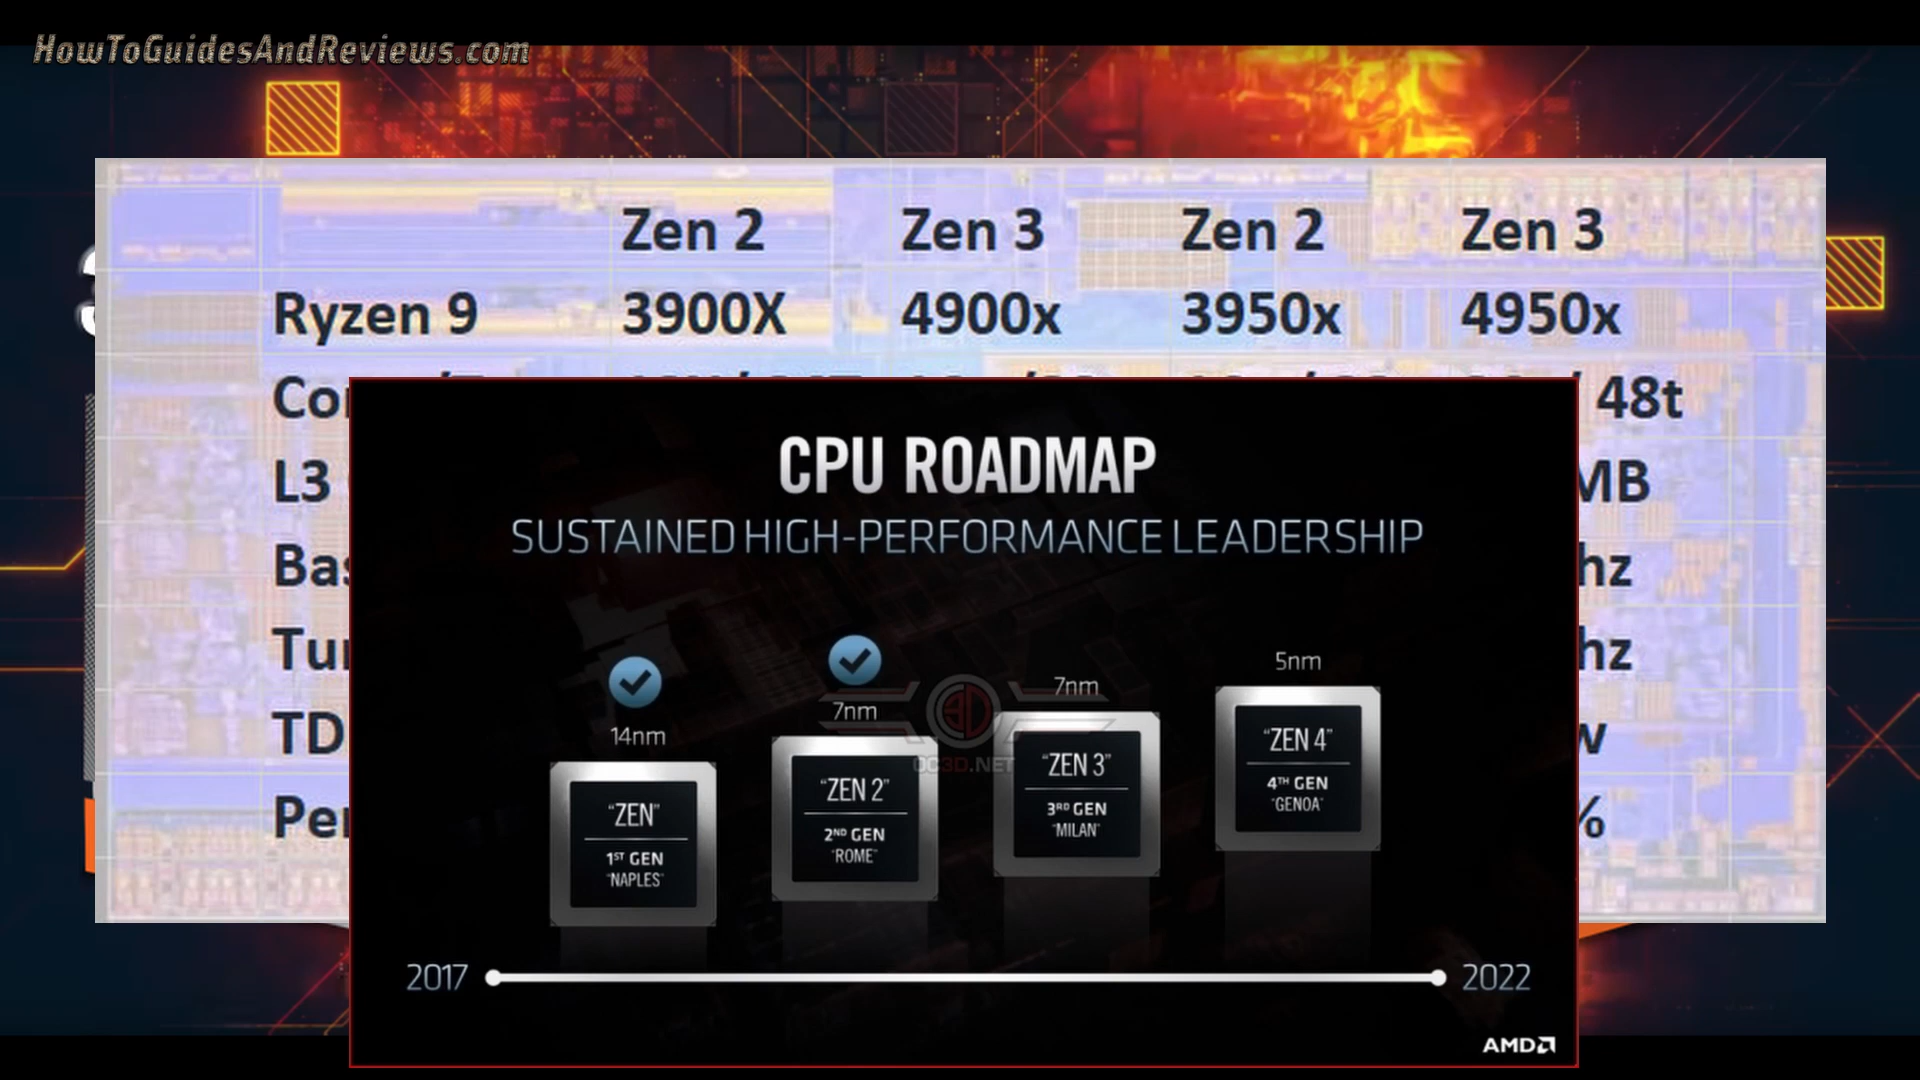 HowToGuidesAndReviews.com
Zen 2 Zen 3 Zen 2 Zen 3
Ryzen 9 3900X 4900x 3950x 4950x
48t
L3
MB
CPU ROADMAP
SUSTAINED HIGH-PERFORMANCE LEADERSHIP
5nm
7nm
7nm
14nm
OC3D.NET
"ZEN"
1ST GEN
"NAPLES"
"ZEN 2"
2ND GEN
"ROME"
"ZEN 3"
3RD GEN
"MILAN"
"ZEN 4"
4TH GEN
"GENOA"
2017 2022
AMD